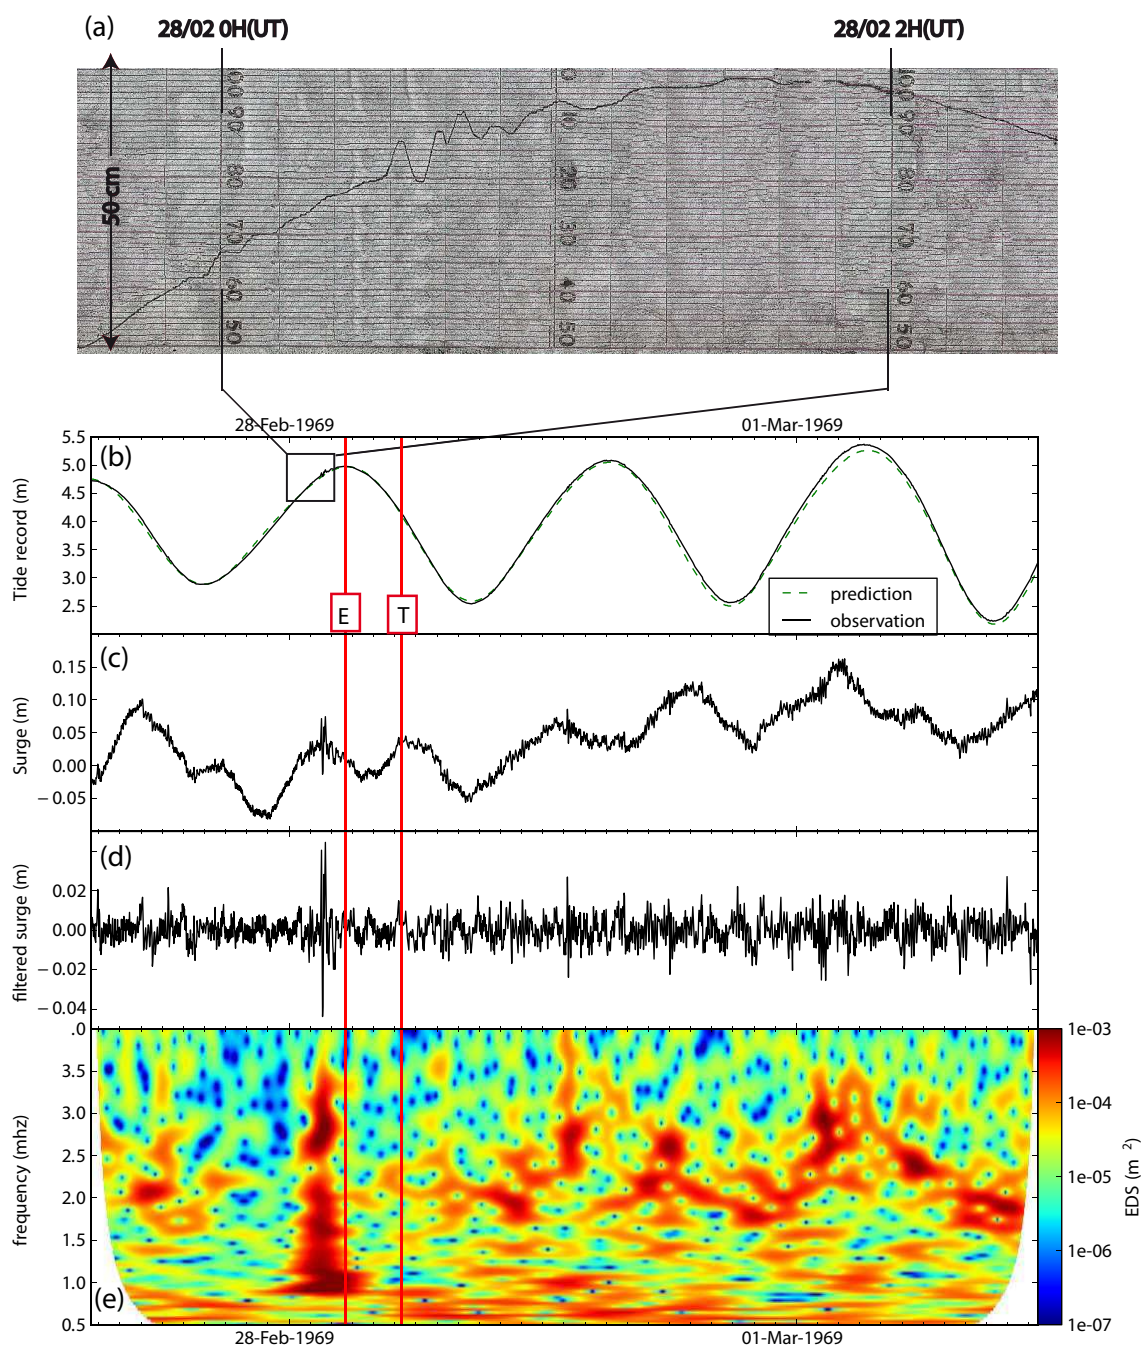 (a)
28/02 0H(UT)
28/02 2H(UT)
50 cm
100 90 80 70 60 50
0 10 20 30 40 50
100 90 80 70 60 50
28-Feb-1969
01-Mar-1969
(b)
Tide record (m)
5.5
5.0
4.5
4.0
3.5
3.0
2.5
E
T
prediction
observation
(c)
Surge (m)
0.15
0.10
0.05
0.00
−0.05
(d)
filtered surge (m)
0.02
0.00
−0.02
−0.04
(e)
frequency (mhz)
.0
3.5
3.0
2.5
2.0
1.5
1.0
0.5
28-Feb-1969
01-Mar-1969
1e-03
1e-04
1e-05
1e-06
1e-07
EDS (m 2)